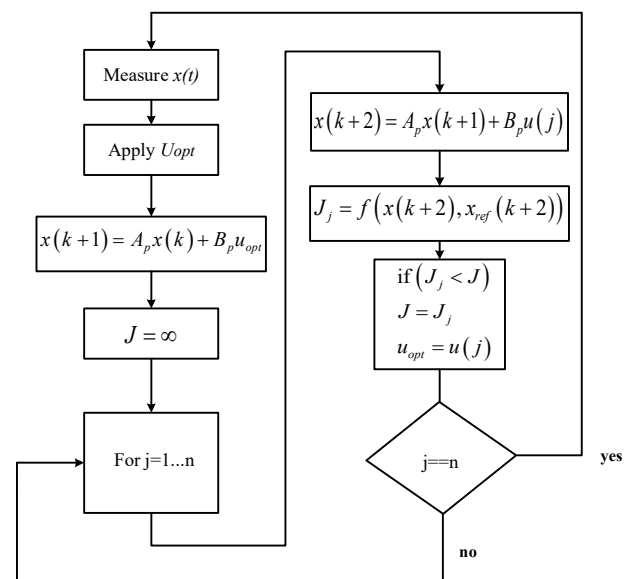 Measure x(t)
Apply Uopt
x(k+1) = A_p x(k) + B_p u_opt
J = ∞
For j=1...n
x(k+2) = A_p x(k+1) + B_p u(j)
J_j = f(x(k+2), x_ref(k+2))
if (J_j < J)
J = J_j
u_opt = u(j)
j==n
yes
no